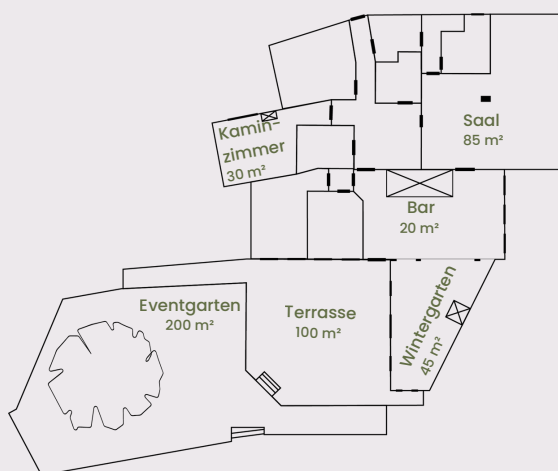 Kamin-
zimmer
30 m²
Saal
85 m²
Bar
20 m²
Eventgarten
200 m²
Terrasse
100 m²
Wintergarten
45 m²